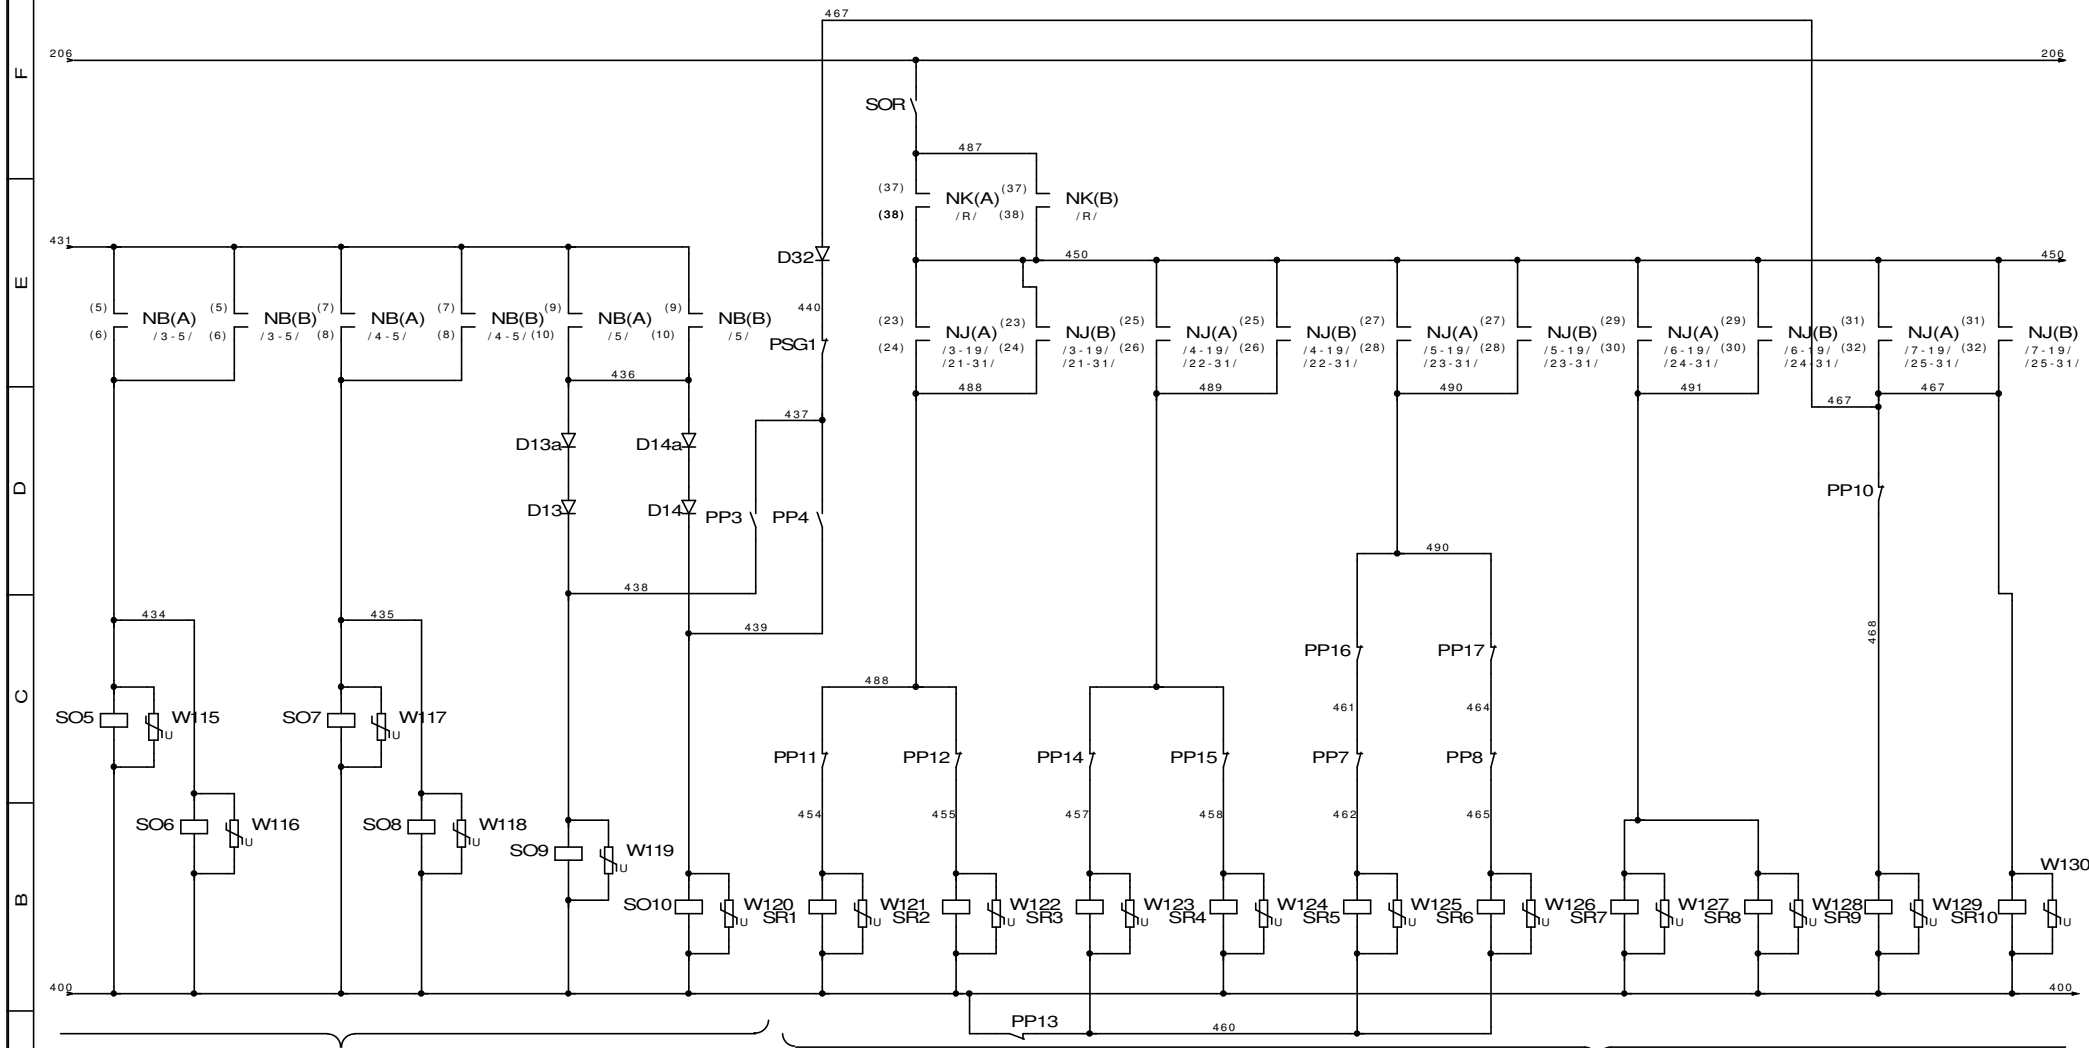 467
F
206 206
SOR
487
(37) NK(A) (37) NK(B)
(38) /R/ (38) /R/
E
431
450 450
D32
440
(5) NB(A) (5) NB(B) (7) NB(A) (7) NB(B) (9) NB(A) (9) NB(B)
(6) /3-5/ (6) /3-5/ (8) /4-5/ (8) /4-5/ (10) /5/ (10) /5/
PSG1
(23) NJ(A) (23) NJ(B) (25) NJ(A) (25) NJ(B) (27) NJ(A) (27) NJ(B) (29) NJ(A) (29) NJ(B) (31) NJ(A) (31) NJ(B)
(24) /3-19/ (24) /3-19/ (26) /4-19/ (26) /4-19/ (28) /5-19/ (28) /5-19/ (30) /6-19/ (30) /6-19/ (32) /7-19/ (32) /7-19/
/21-31/ /21-31/ /22-31/ /22-31/ /23-31/ /23-31/ /24-31/ /24-31/ /25-31/ /25-31/
436 488 489 490 491 467
467
437
D
D13a D14a
PP10
D13 D14 PP3 PP4
490
438
434 435 439
468
PP16 PP17
488
C
461 464
SO5 W115 SO7 W117
U U
PP11 PP12 PP14 PP15 PP7 PP8
454 455 457 458 462 465
SO6 W116 SO8 W118
U U
SO9 W119
U
W130
B
SO10 W120 W121 W122 W123 W124 W125 W126 W127 W128 W129
SR1 SR2 SR3 SR4 SR5 SR6 SR7 SR8 SR9 SR10
U U U U U U U U U U U
400 400
PP13
460